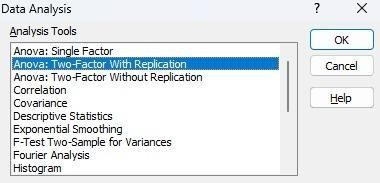 Data Analysis
?
Analysis Tools
Anova: Single Factor
Anova: Two-Factor With Replication
Anova: Two-Factor Without Replication
Correlation
Covariance
Descriptive Statistics
Exponential Smoothing
F-Test Two-Sample for Variances
Fourier Analysis
Histogram
OK
Cancel
Help